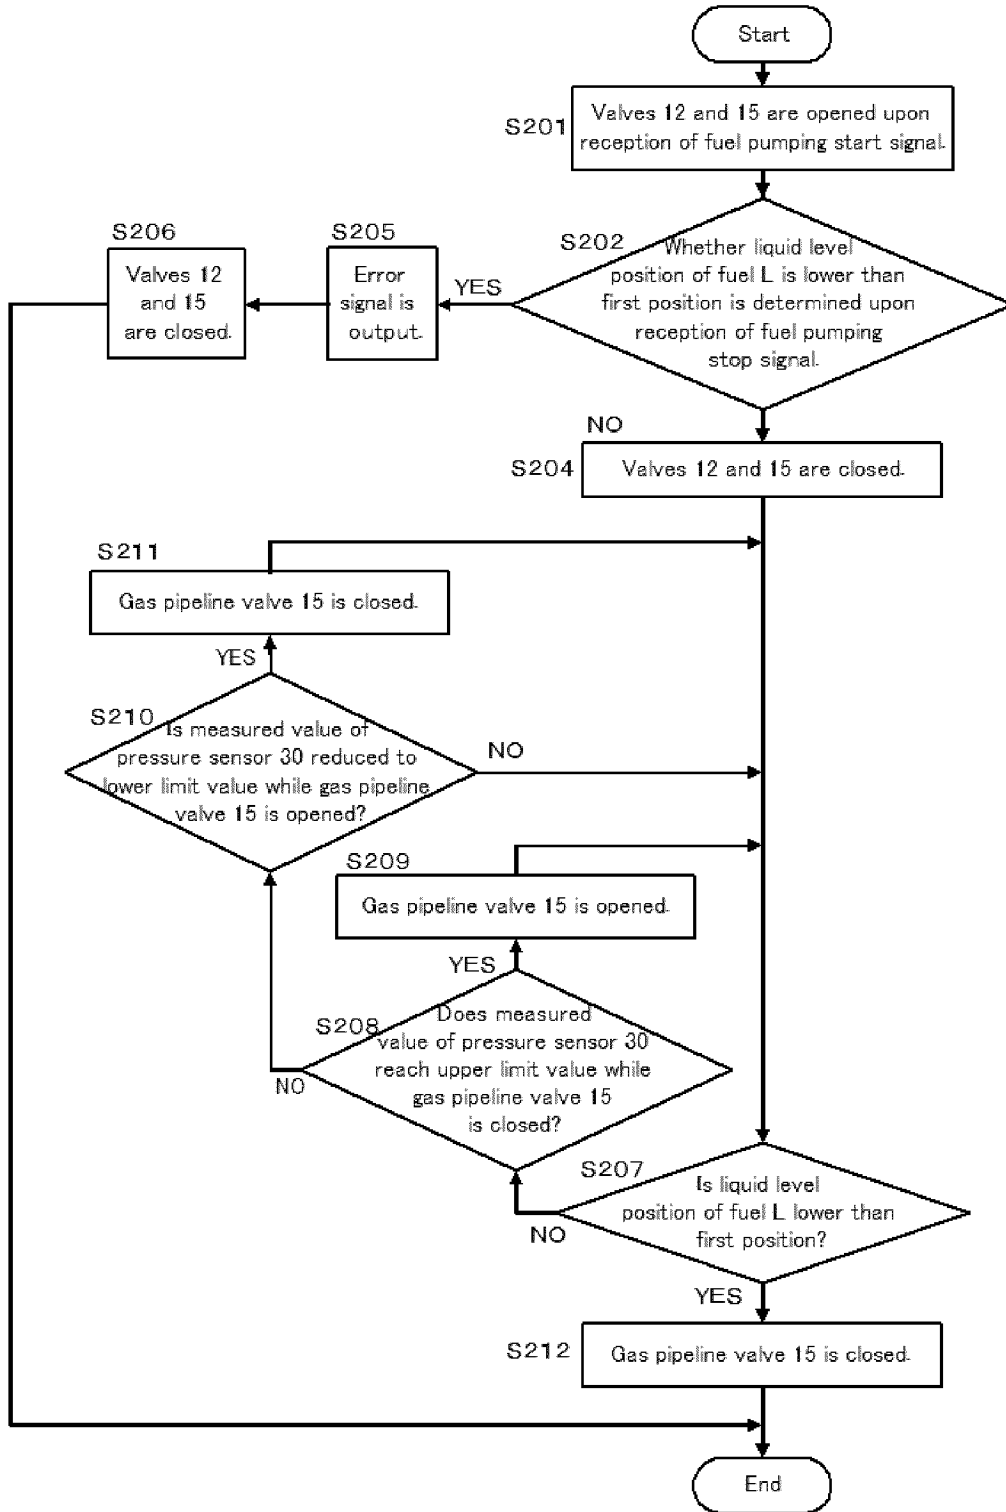 Start
S201
Valves 12 and 15 are opened upon
reception of fuel pumping start signal.
S202
Whether liquid level
position of fuel L is lower than
first position is determined upon
reception of fuel pumping
stop signal.
YES
S205
Error
signal is
output.
S206
Valves 12
and 15
are closed.
NO
S204
Valves 12 and 15 are closed.
S211
Gas pipeline valve 15 is closed.
YES
S210
Is measured value of
pressure sensor 30 reduced to
lower limit value while gas pipeline
valve 15 is opened?
NO
S209
Gas pipeline valve 15 is opened.
YES
S208
Does measured
value of pressure sensor 30
reach upper limit value while
gas pipeline valve 15
is closed?
NO
S207
Is liquid level
position of fuel L lower than
first position?
NO
YES
S212
Gas pipeline valve 15 is closed.
End